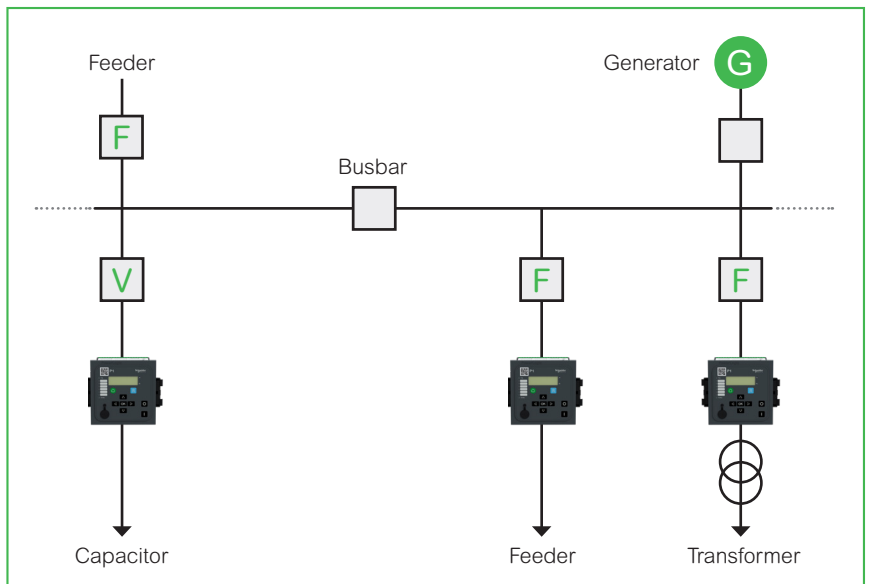 Feeder
Generator
G
F
Busbar
V
F
F
Capacitor
Feeder
Transformer